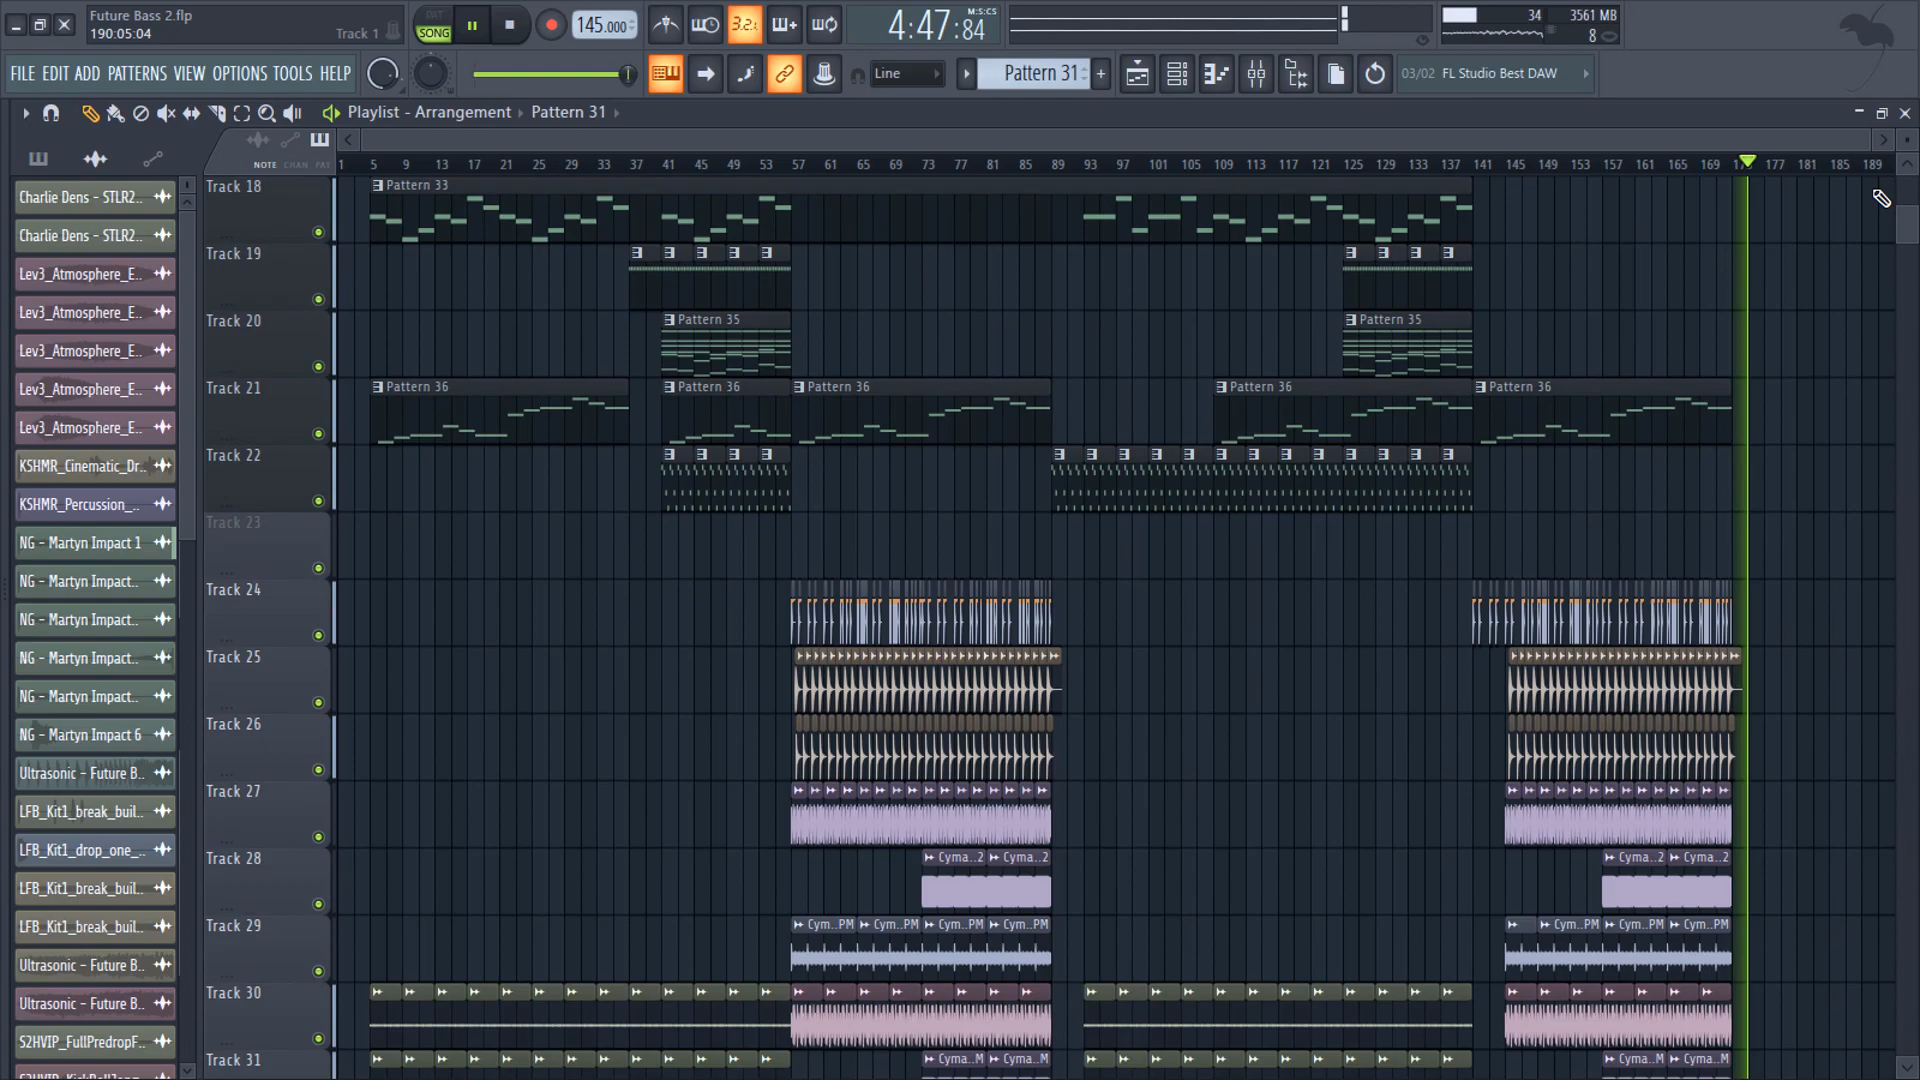 Future Bass 2.flp
190:05:04
Track 1
PAT
SONG
145.000
3.2.
4:47:84
M:S:CS
34
3561 MB
8
FILE EDIT ADD PATTERNS VIEW OPTIONS TOOLS HELP
Line
Pattern 31
03/02 FL Studio Best DAW
Playlist - Arrangement
Pattern 31
NOTE CHAN PAT
1 5 9 13 17 21 25 29 33 37 41 45 49 53 57 61 65 69 73 77 81 85 89 93 97 101 105 109 113 117 121 125 129 133 137 141 145 149 153 157 161 165 169 177 181 185 189
Charlie Dens - STLR2..
Charlie Dens - STLR2..
Lev3_Atmosphere_E..
Lev3_Atmosphere_E..
Lev3_Atmosphere_E..
Lev3_Atmosphere_E..
Lev3_Atmosphere_E..
KSHMR_Cinematic_Dr..
KSHMR_Percussion_..
NG - Martyn Impact 1
NG - Martyn Impact..
NG - Martyn Impact..
NG - Martyn Impact..
NG - Martyn Impact..
NG - Martyn Impact 6
Ultrasonic - Future B..
LFB_Kit1_break_buil..
LFB_Kit1_drop_one_..
LFB_Kit1_break_buil..
LFB_Kit1_break_buil..
Ultrasonic - Future B..
Ultrasonic - Future B..
S2HVIP_FullPredropF..
Track 18
Pattern 33
Track 19
Track 20
Pattern 35
Pattern 35
Track 21
Pattern 36
Pattern 36
Pattern 36
Pattern 36
Pattern 36
Track 22
Track 23
Track 24
Track 25
Track 26
Track 27
Track 28
Cyma..2
Cyma..2
Cyma..2
Cyma..2
Track 29
Cym..PM
Cym..PM
Cym..PM
Cym..PM
Cym..PM
Cym..PM
Cym..PM
Track 30
Track 31
Cyma..M
Cyma..M
Cyma..M
Cyma..M